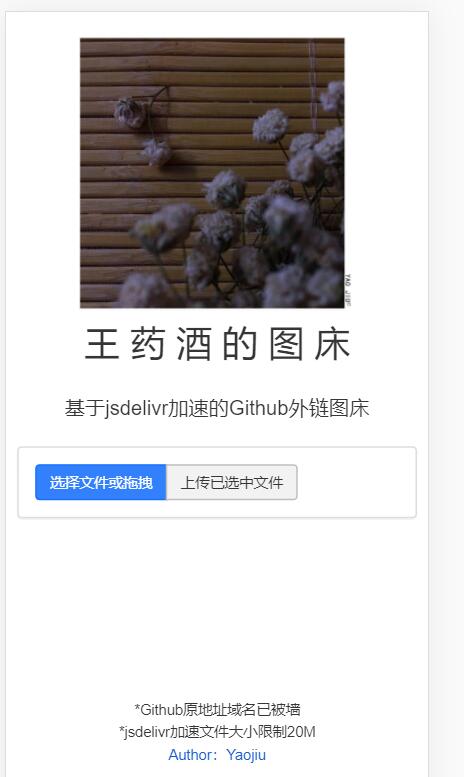 YAO JIU
王药酒的图床
基于jsdelivr加速的Github外链图床
选择文件或拖拽 上传已选中文件
*Github原地址域名已被墙
*jsdelivr加速文件大小限制20M
Author：Yaojiu